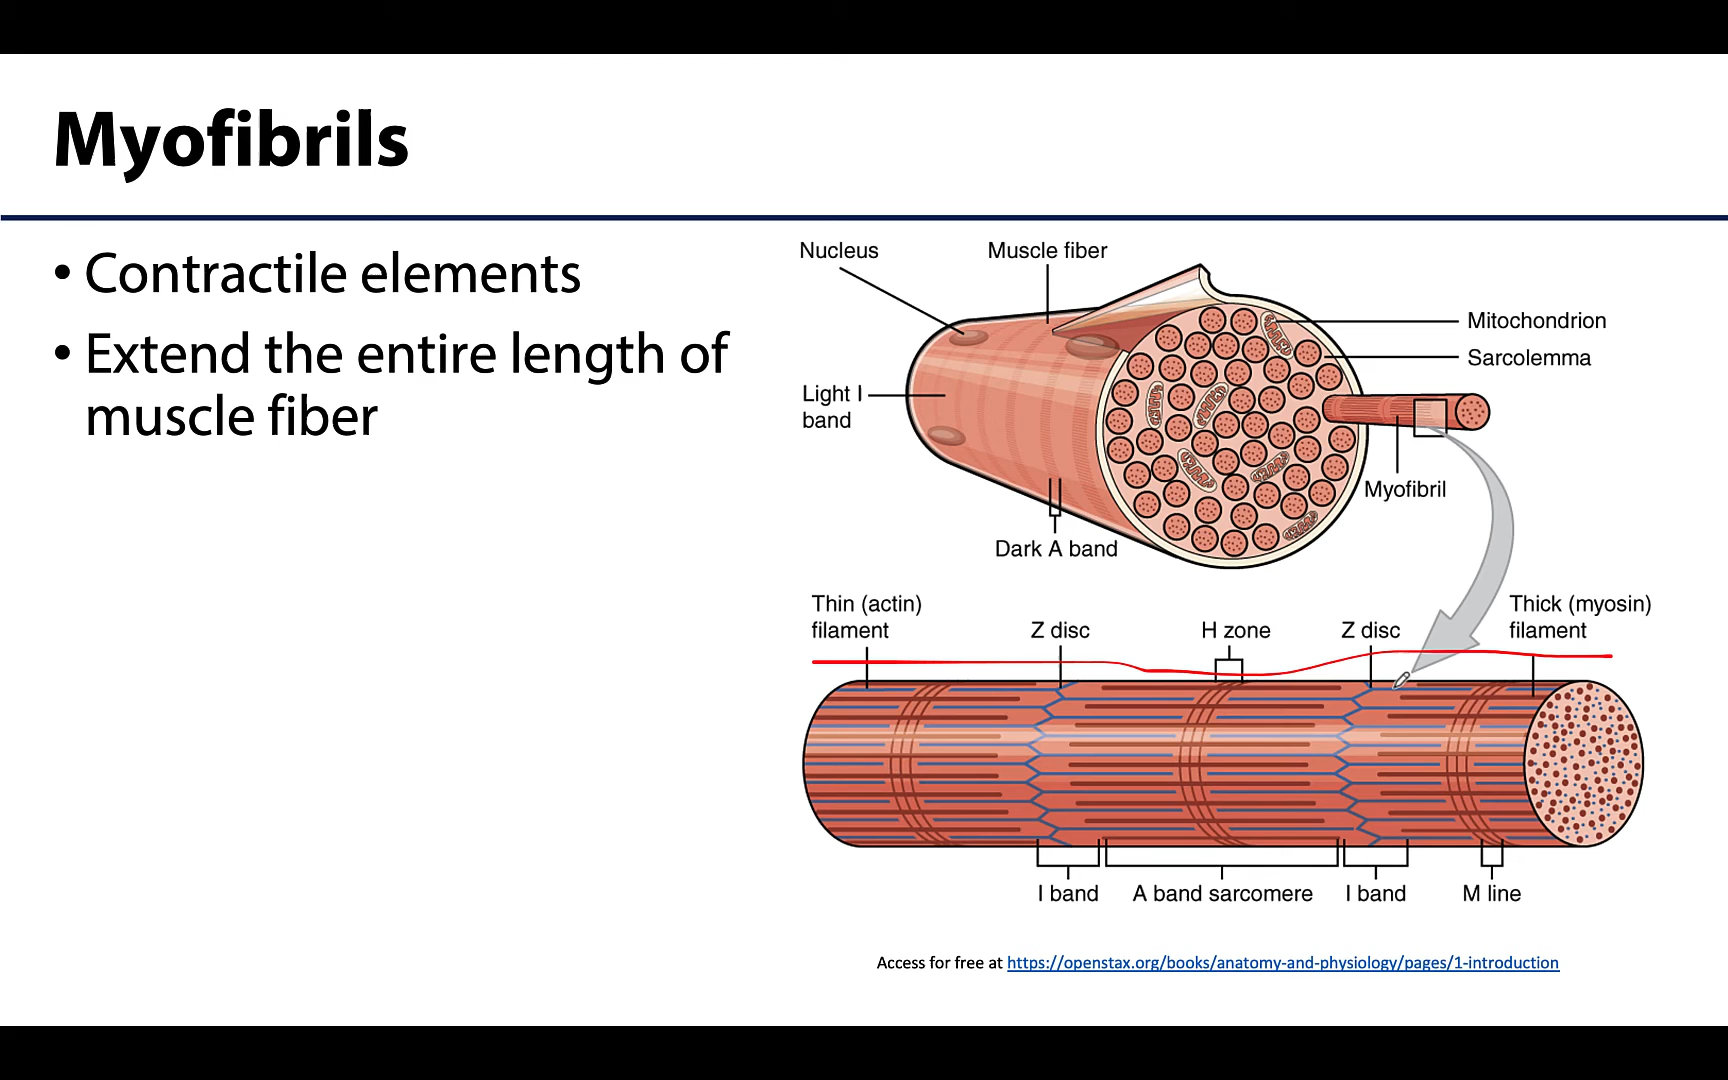 Myofibrils
• Contractile elements
• Extend the entire length of
muscle fiber
Nucleus
Muscle fiber
Mitochondrion
Sarcolemma
Light I
band
Myofibril
Dark A band
Thin (actin)
filament
Z disc
H zone
Z disc
Thick (myosin)
filament
I band
A band sarcomere
I band
M line
Access for free at https://openstax.org/books/anatomy-and-physiology/pages/1-introduction